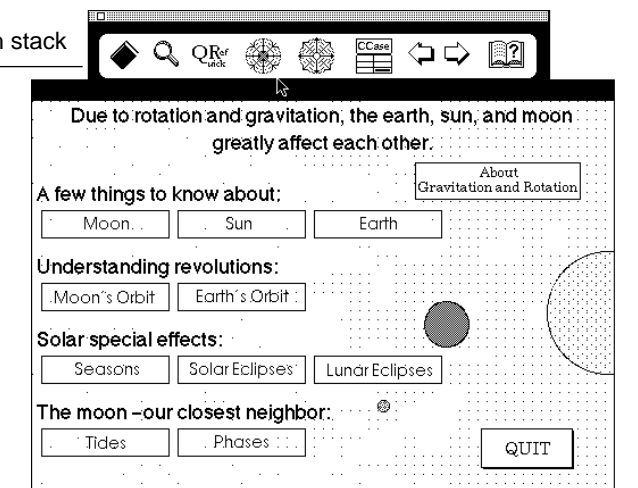 n stack
QRef
uick
CCase
?
Due to rotation and gravitation, the earth, sun, and moon
greatly affect each other.
About
Gravitation and Rotation
A few things to know about:
Moon Sun Earth
Understanding revolutions:
Moon's Orbit Earth's Orbit
Solar special effects:
Seasons Solar Eclipses Lunar Eclipses
The moon –our closest neighbor:
Tides Phases
QUIT